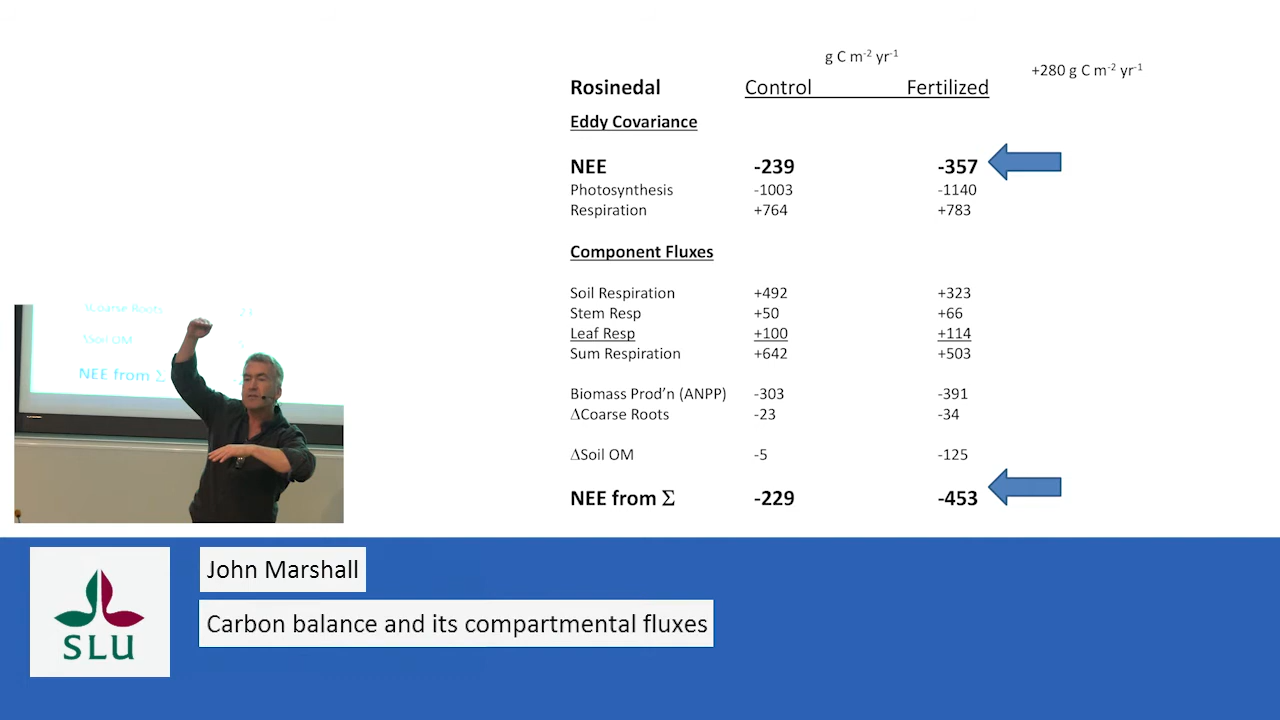 g C m-2 yr-1
+280 g C m-2 yr-1
Rosinedal Control Fertilized
Eddy Covariance
NEE -239 -357
Photosynthesis -1003 -1140
Respiration +764 +783
Component Fluxes
Soil Respiration +492 +323
Stem Resp +50 +66
Leaf Resp +100 +114
Sum Respiration +642 +503
Biomass Prod'n (ANPP) -303 -391
ΔCoarse Roots -23 -34
ΔSoil OM -5 -125
NEE from Σ -229 -453
ΔCoarse Roots
ΔSoil OM
NEE from Σ
John Marshall
Carbon balance and its compartmental fluxes
SLU